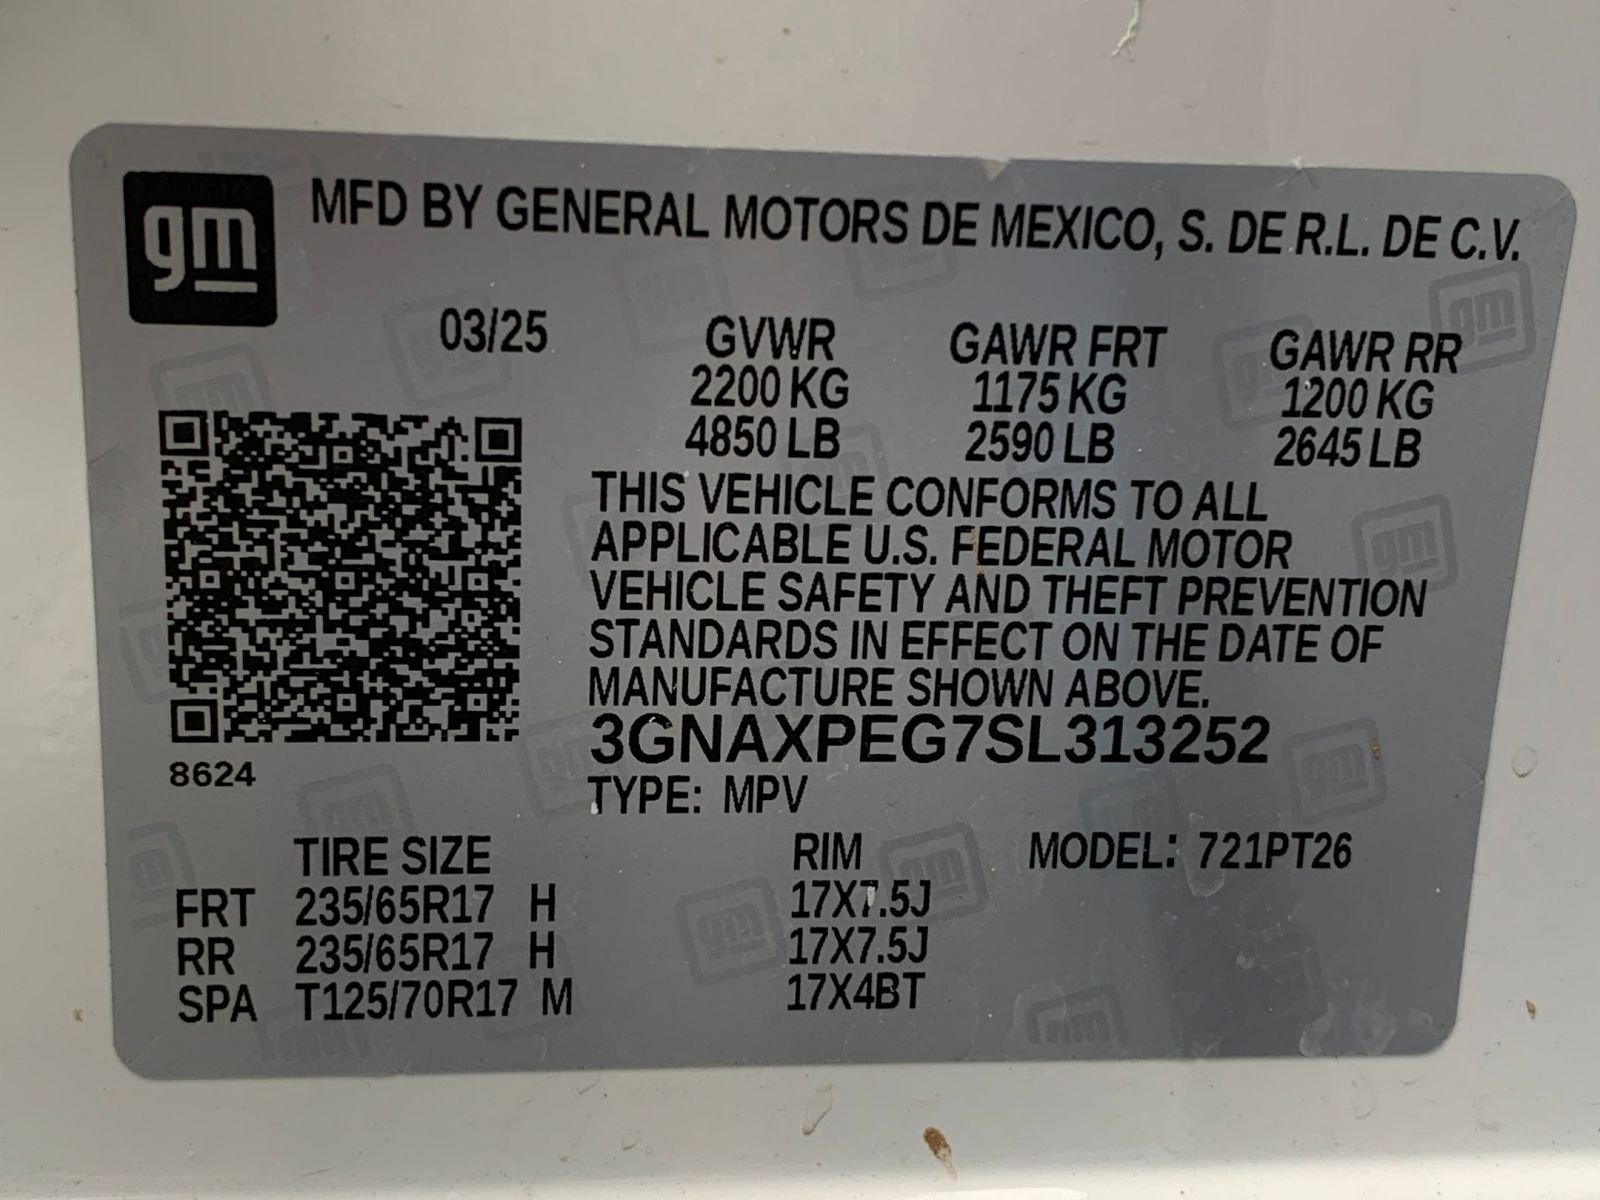 gm MFD BY GENERAL MOTORS DE MEXICO, S. DE R.L. DE C.V.
03/25 GVWR GAWR FRT GAWR RR
2200 KG 1175 KG 1200 KG
4850 LB 2590 LB 2645 LB
THIS VEHICLE CONFORMS TO ALL
APPLICABLE U.S. FEDERAL MOTOR
VEHICLE SAFETY AND THEFT PREVENTION
STANDARDS IN EFFECT ON THE DATE OF
MANUFACTURE SHOWN ABOVE.
3GNAXPEG7SL313252
8624
TYPE: MPV
TIRE SIZE RIM MODEL: 721PT26
FRT 235/65R17 H 17X7.5J
RR 235/65R17 H 17X7.5J
SPA T125/70R17 M 17X4BT